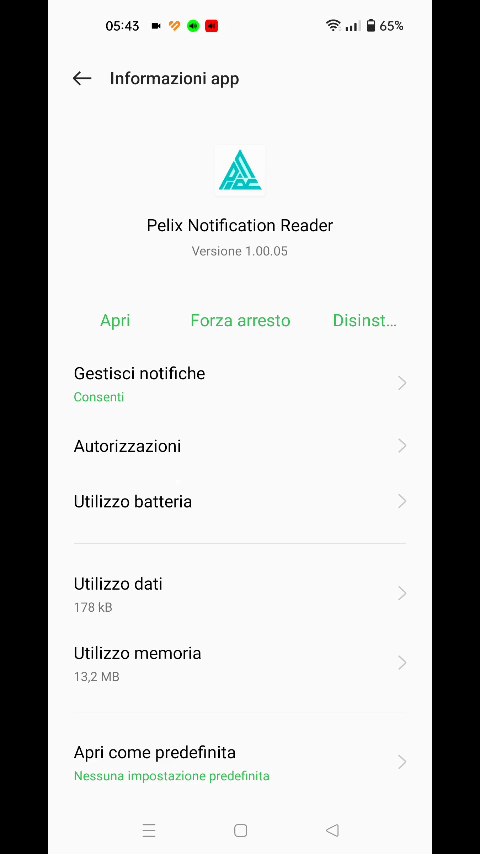 05:43
65%
Informazioni app
Pelix Notification Reader
Versione 1.00.05
Apri Forza arresto Disinst...
Gestisci notifiche
Consenti
Autorizzazioni
Utilizzo batteria
Utilizzo dati
178 kB
Utilizzo memoria
13,2 MB
Apri come predefinita
Nessuna impostazione predefinita